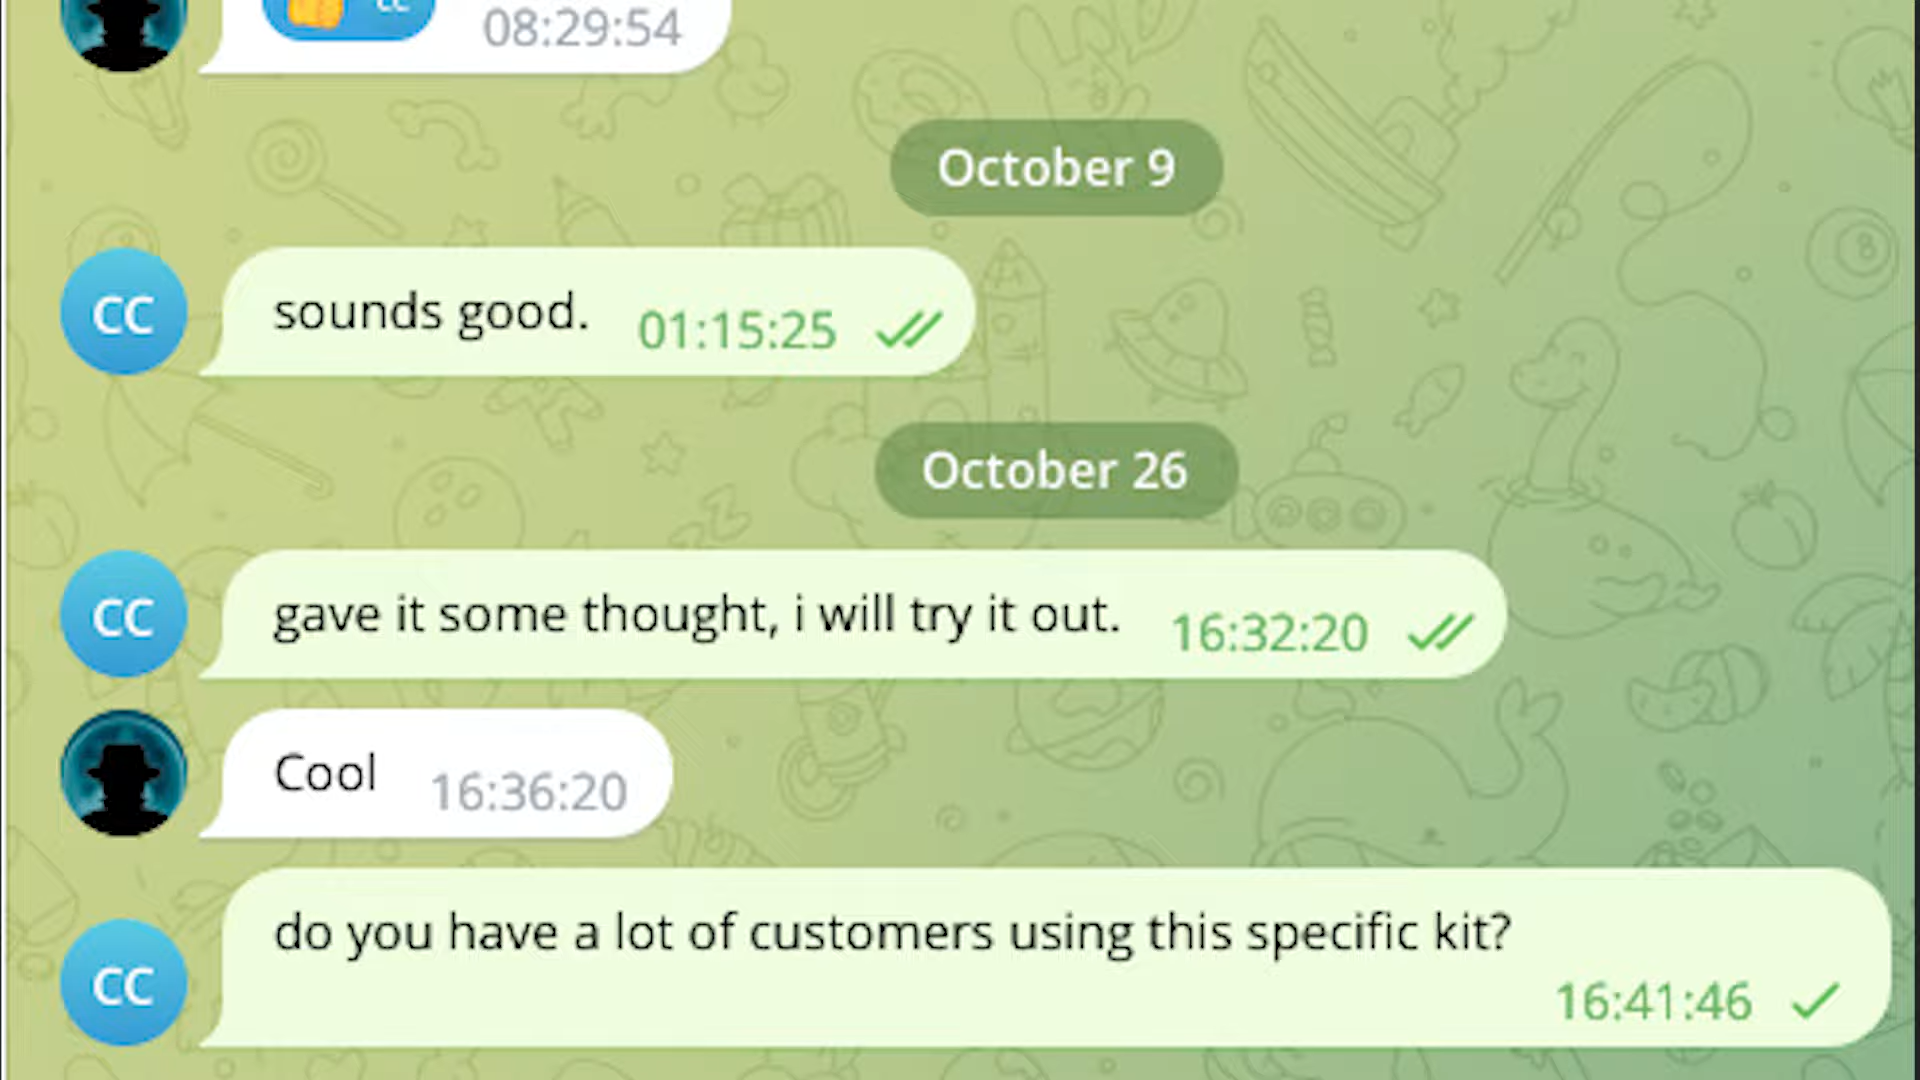 cc
08:29:54
October 9
CC
sounds good. 01:15:25
October 26
CC
gave it some thought, i will try it out. 16:32:20
Cool 16:36:20
do you have a lot of customers using this specific kit?
CC
16:41:46